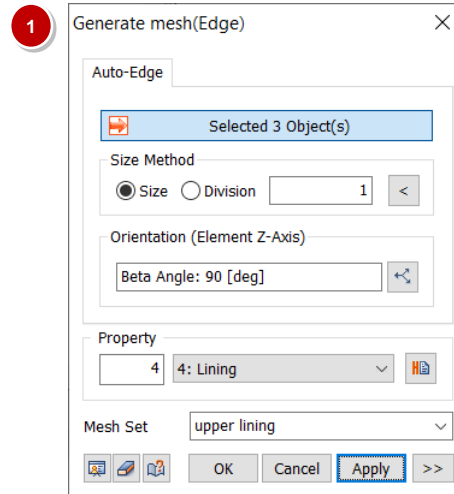 1
Generate mesh(Edge)
Auto-Edge
Selected 3 Object(s)
Size Method
Size Division 1 <
Orientation (Element Z-Axis)
Beta Angle: 90 [deg]
Property
4 4: Lining
Mesh Set upper lining
OK Cancel Apply >>